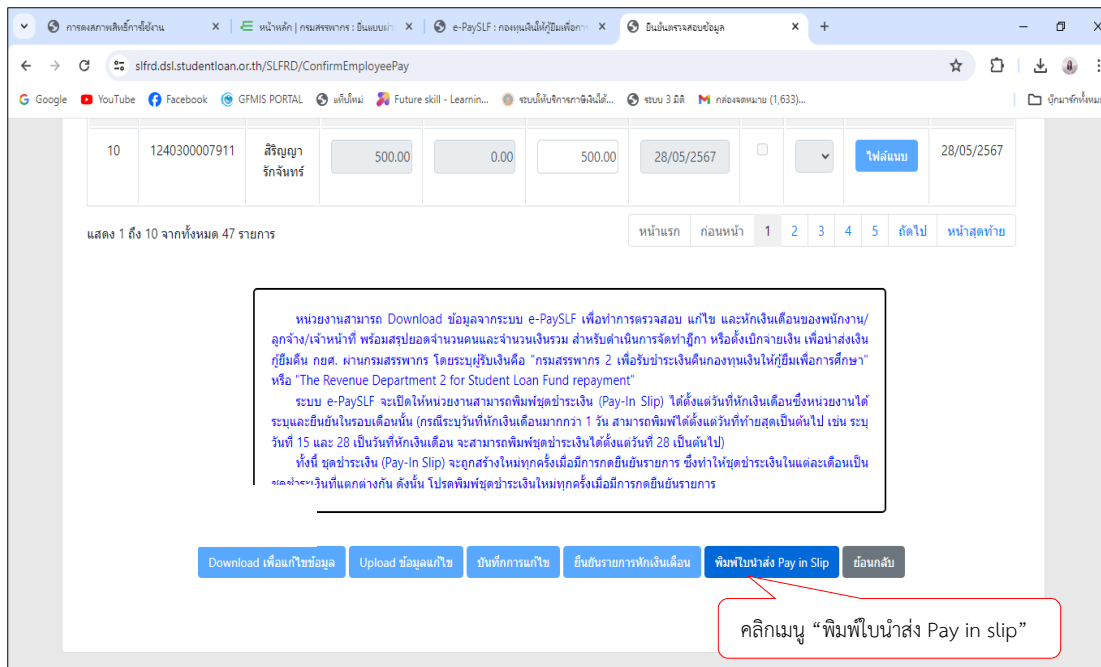 การคงสภาพสิทธิ์การใช้งาน
หน้าหลัก | กรมสรรพากร : ยื่นแบบผ่า
e-PaySLF : กองทุนเงินให้กู้ยืมเพื่อกา
ยืนยันตรวจสอบข้อมูล
slfrd.dsl.studentloan.or.th/SLFRD/ConfirmEmployeePay
Google YouTube Facebook GFMIS PORTAL แท็บใหม่ Future skill - Learnin... ระบบให้บริการภาษีเงินได้... ระบบ 3 มิติ กล่องจดหมาย (1,633)... บุ๊กมาร์กทั้งหมด
10 1240300007911 สิริญญา รักจันทร์ 500.00 0.00 500.00 28/05/2567 ไฟล์แนบ 28/05/2567
แสดง 1 ถึง 10 จากทั้งหมด 47 รายการ
หน้าแรก ก่อนหน้า 1 2 3 4 5 ถัดไป หน้าสุดท้าย
หน่วยงานสามารถ Download ข้อมูลจากระบบ e-PaySLF เพื่อทำการตรวจสอบ แก้ไข และหักเงินเดือนของพนักงาน/
ลูกจ้าง/เจ้าหน้าที่ พร้อมสรุปยอดจำนวนคนและจำนวนเงินรวม สำหรับดำเนินการจัดทำฎีกา หรือตั้งเบิกจ่ายเงิน เพื่อนำส่งเงิน
กู้ยืมคืน กยศ. ผ่านกรมสรรพากร โดยระบุผู้รับเงินคือ "กรมสรรพากร 2 เพื่อรับชำระเงินคืนกองทุนเงินให้กู้ยืมเพื่อการศึกษา"
หรือ "The Revenue Department 2 for Student Loan Fund repayment"
ระบบ e-PaySLF จะเปิดให้หน่วยงานสามารถพิมพ์ชุดชำระเงิน (Pay-In Slip) ได้ตั้งแต่วันที่หักเงินเดือนซึ่งหน่วยงานได้
ระบุและยืนยันในรอบเดือนนั้น (กรณีระบุวันที่หักเงินเดือนมากกว่า 1 วัน สามารถพิมพ์ได้ตั้งแต่วันที่ท้ายสุดเป็นต้นไป เช่น ระบุ
วันที่ 15 และ 28 เป็นวันที่หักเงินเดือน จะสามารถพิมพ์ชุดชำระเงินได้ตั้งแต่วันที่ 28 เป็นต้นไป)
ทั้งนี้ ชุดชำระเงิน (Pay-In Slip) จะถูกสร้างใหม่ทุกครั้งเมื่อมีการกดยืนยันรายการ ซึ่งทำให้ชุดชำระเงินในแต่ละเดือนเป็น
ชุดชำระเงินที่แตกต่างกัน ดังนั้น โปรดพิมพ์ชุดชำระเงินใหม่ทุกครั้งเมื่อมีการกดยืนยันรายการ
Download เพื่อแก้ไขข้อมูล Upload ข้อมูลแก้ไข บันทึกการแก้ไข ยืนยันรายการหักเงินเดือน พิมพ์ใบนำส่ง Pay in Slip ย้อนกลับ
คลิกเมนู “พิมพ์ใบนำส่ง Pay in slip”